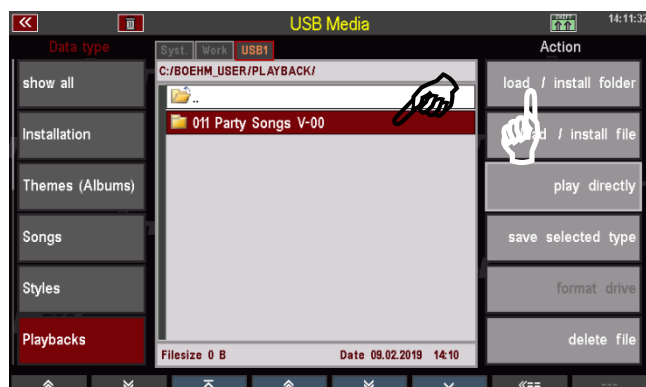 USB Media
SHIFT
14:11:32
Data type
Syst. Work USB1
Action
C:/BOEHM_USER/PLAYBACK/
show all
..
load / install folder
011 Party Songs V-00
Installation
load / install file
Themes (Albums)
play directly
Songs
save selected type
Styles
format drive
Playbacks
delete file
Filesize 0 B Date 09.02.2019 14:10